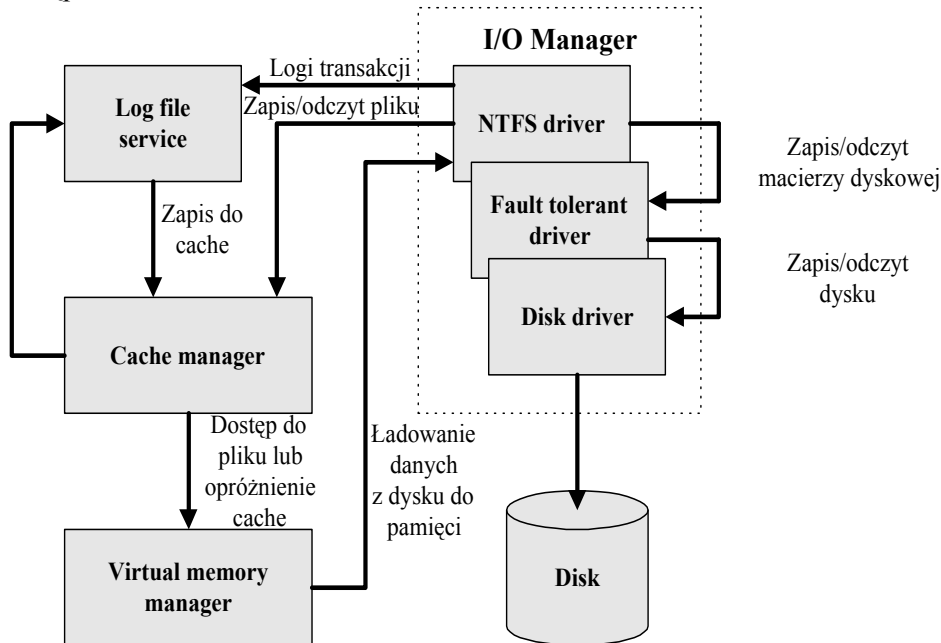 I/O Manager
Logi transakcji
Zapis/odczyt pliku
Log file
service
NTFS driver
Zapis/odczyt
macierzy dyskowej
Fault tolerant
driver
Zapis do
cache
Zapis/odczyt
dysku
Disk driver
Cache manager
Dostęp do
pliku lub
opróżnienie
cache
Ładowanie
danych
z dysku do
pamięci
Virtual memory
manager
Disk